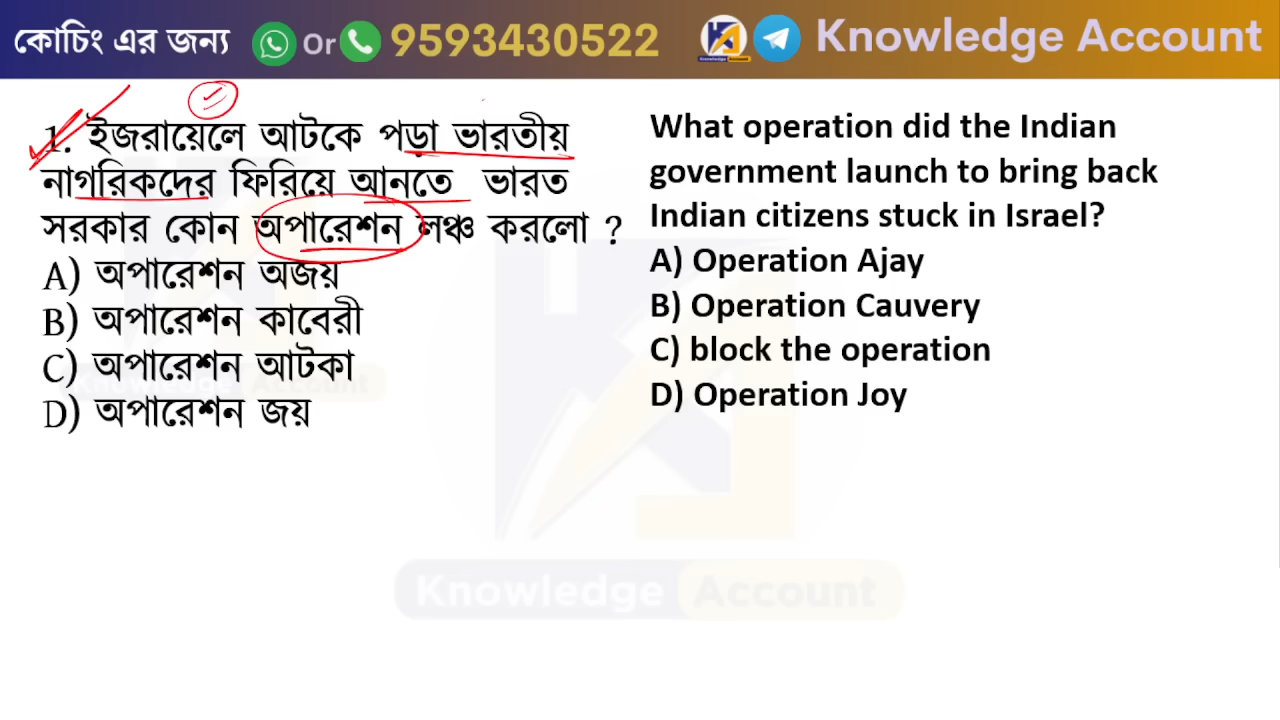 কোচিং এর জন্য Or 9593430522 Knowledge Account
1. ইজরায়েলে আটকে পড়া ভারতীয়
নাগরিকদের ফিরিয়ে আনতে ভারত
সরকার কোন অপারেশন লঞ্চ করলো ?
A) অপারেশন অজয়
B) অপারেশন কাবেরী
C) অপারেশন আটকা
D) অপারেশন জয়
What operation did the Indian
government launch to bring back
Indian citizens stuck in Israel?
A) Operation Ajay
B) Operation Cauvery
C) block the operation
D) Operation Joy
Knowledge Account
Knowledge Account